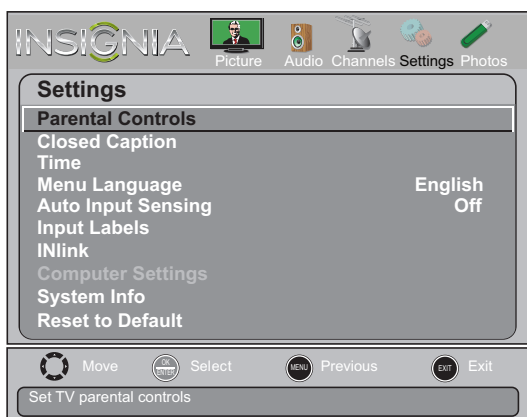 INSIGNIA
Picture Audio Channels Settings Photos
Settings
Parental Controls
Closed Caption
Time
Menu Language English
Auto Input Sensing Off
Input Labels
INlink
Computer Settings
System Info
Reset to Default
Move OK ENTER Select MENU Previous EXIT Exit
Set TV parental controls